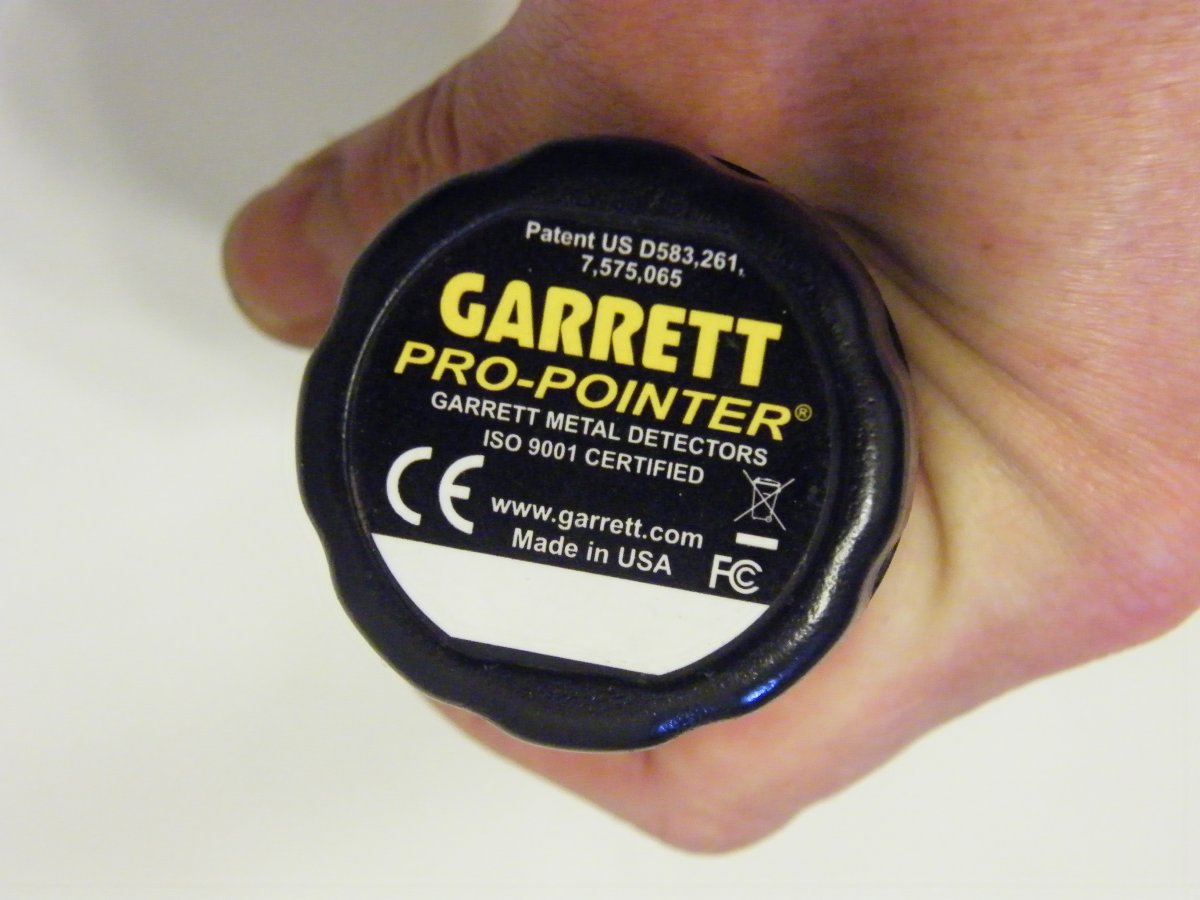 Patent US D583,261,
7,575,065
GARRETT
PRO-POINTER®
GARRETT METAL DETECTORS
ISO 9001 CERTIFIED
CE
www.garrett.com
Made in USA
FC